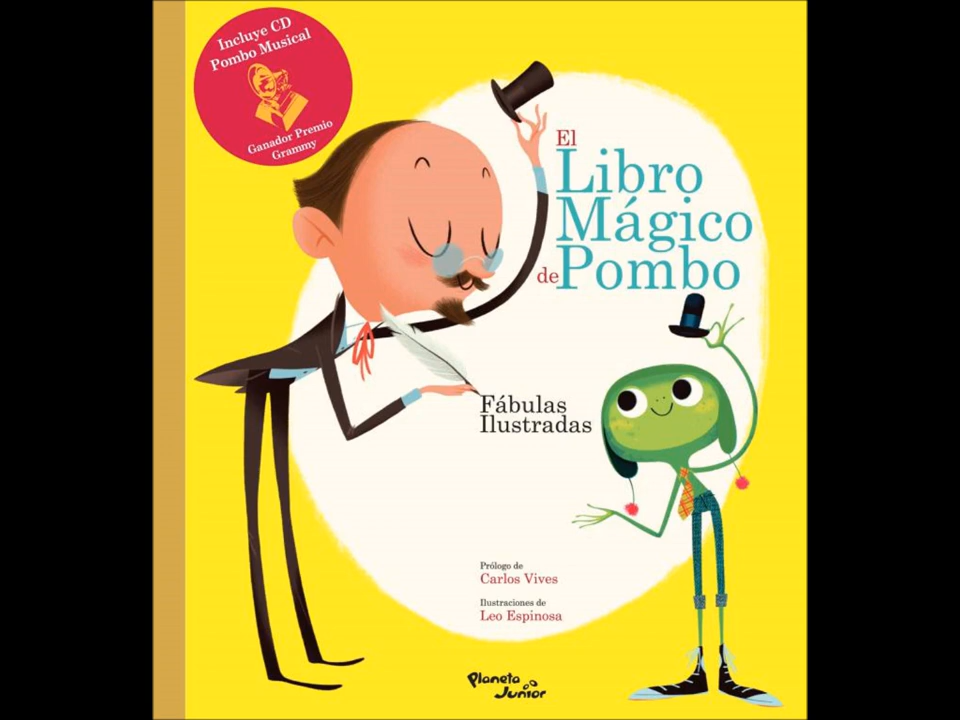 Incluye CD
Pombo Musical
Ganador Premio
Grammy
El
Libro
Mágico
de Pombo
Fábulas
Ilustradas
Prólogo de
Carlos Vives
Ilustraciones de
Leo Espinosa
Planeta
Junior